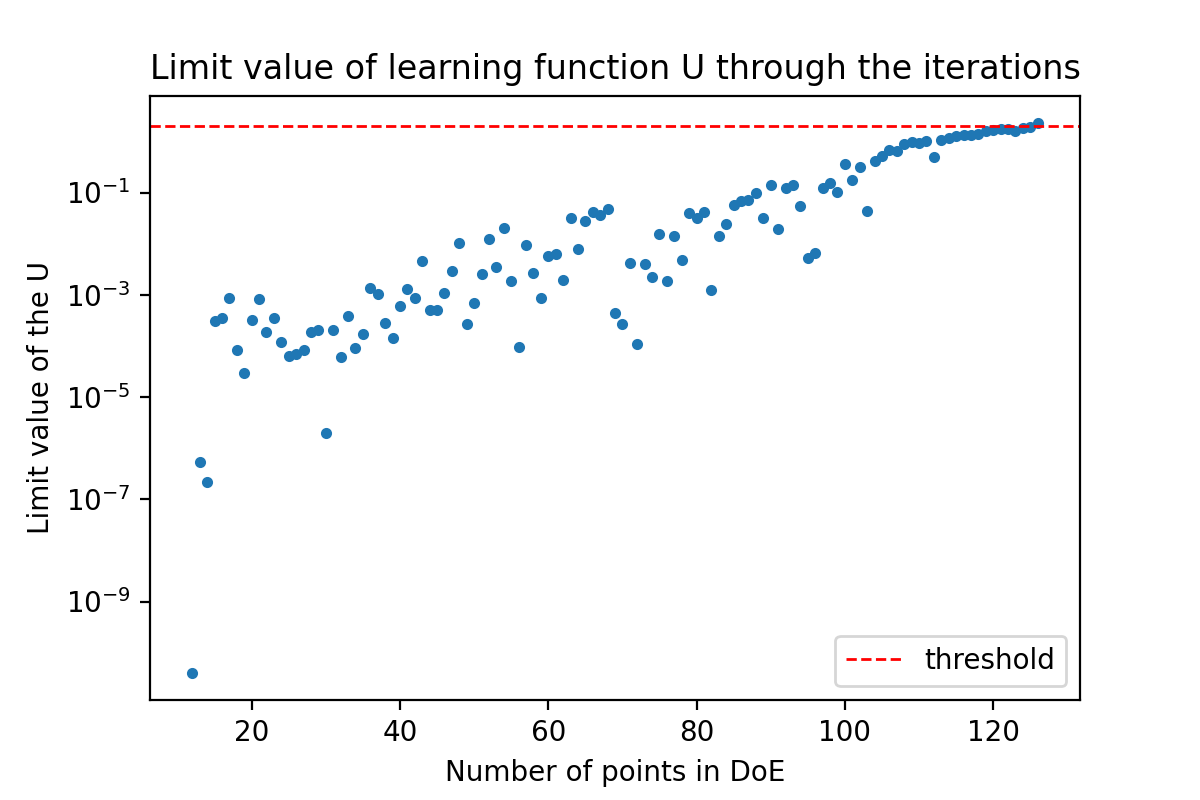 Limit value of learning function U through the iterations
Limit value of the U
10⁻¹
10⁻³
10⁻⁵
10⁻⁷
10⁻⁹
threshold
20 40 60 80 100 120
Number of points in DoE